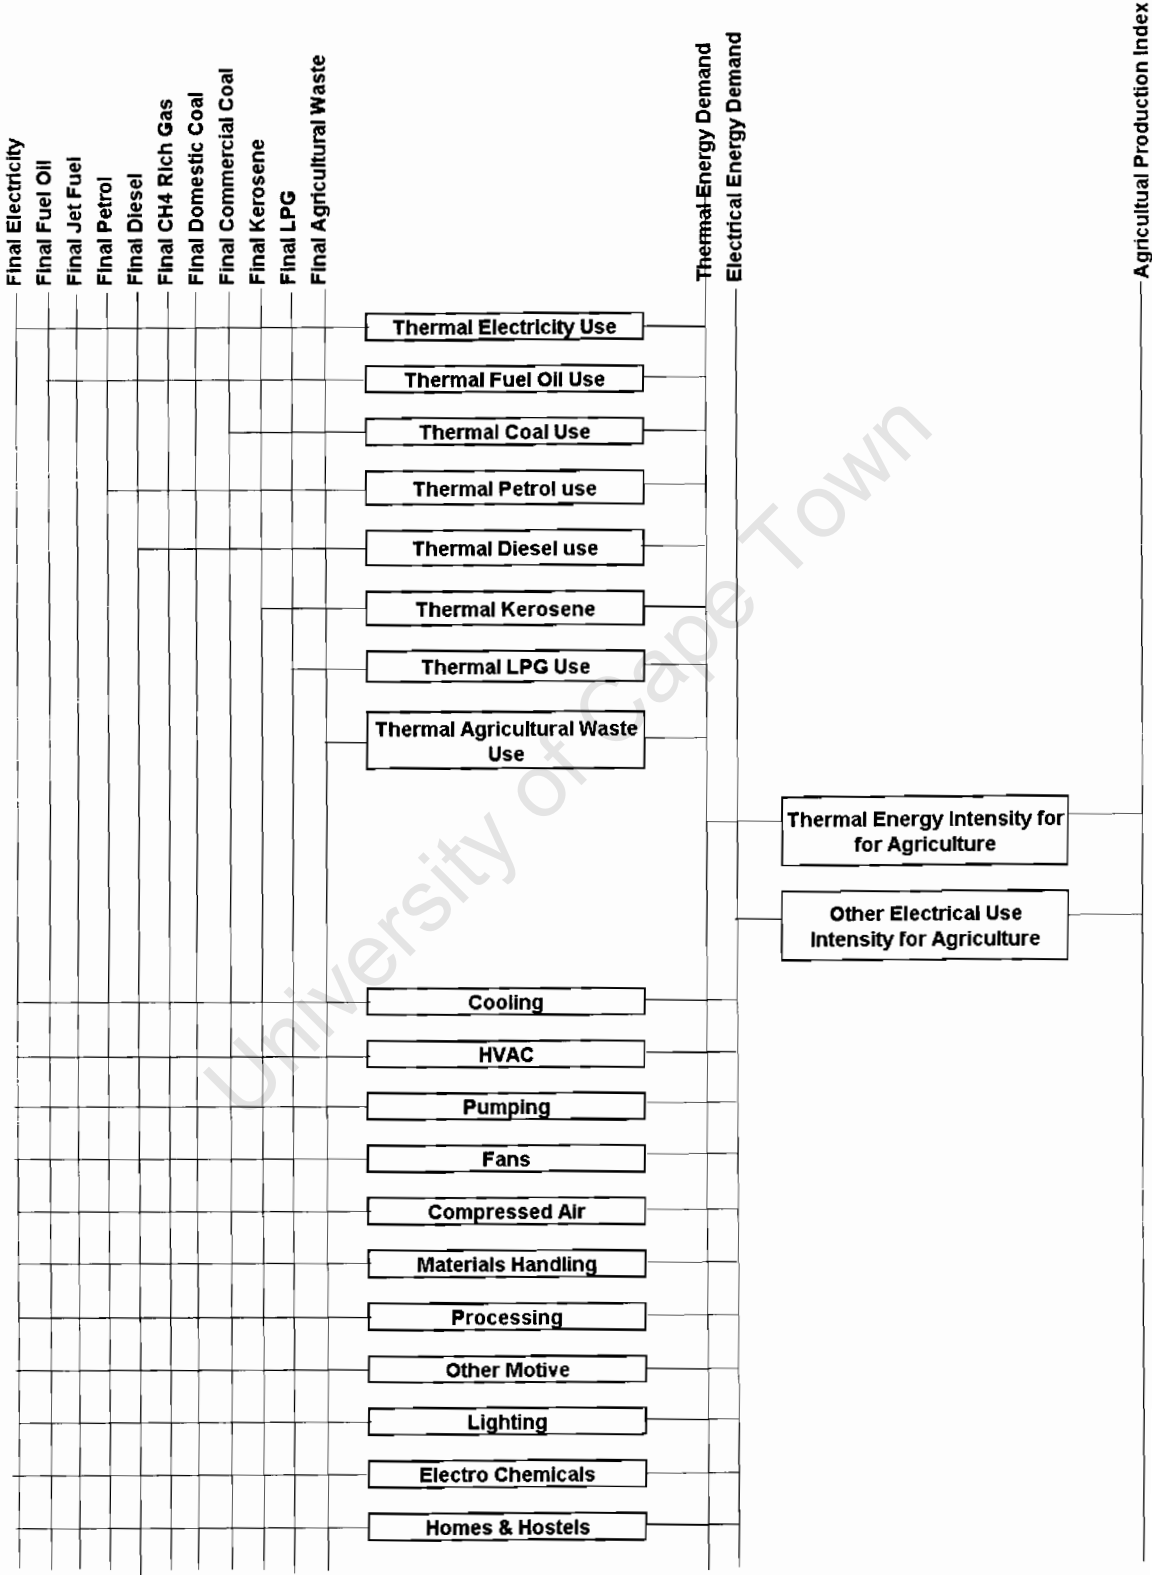 Final Electricity
Final Fuel Oil
Final Jet Fuel
Final Petrol
Final Diesel
Final CH4 Rich Gas
Final Domestic Coal
Final Commercial Coal
Final Kerosene
Final LPG
Final Agricultural Waste
Thermal Energy Demand
Electrical Energy Demand
Agricultual Production Index
Thermal Electricity Use
Thermal Fuel Oil Use
Thermal Coal Use
Thermal Petrol use
Thermal Diesel use
Thermal Kerosene
Thermal LPG Use
Thermal Agricultural Waste
Use
Thermal Energy Intensity for
for Agriculture
Other Electrical Use
Intensity for Agriculture
Cooling
HVAC
Pumping
Fans
Compressed Air
Materials Handling
Processing
Other Motive
Lighting
Electro Chemicals
Homes & Hostels
University of Cape Town